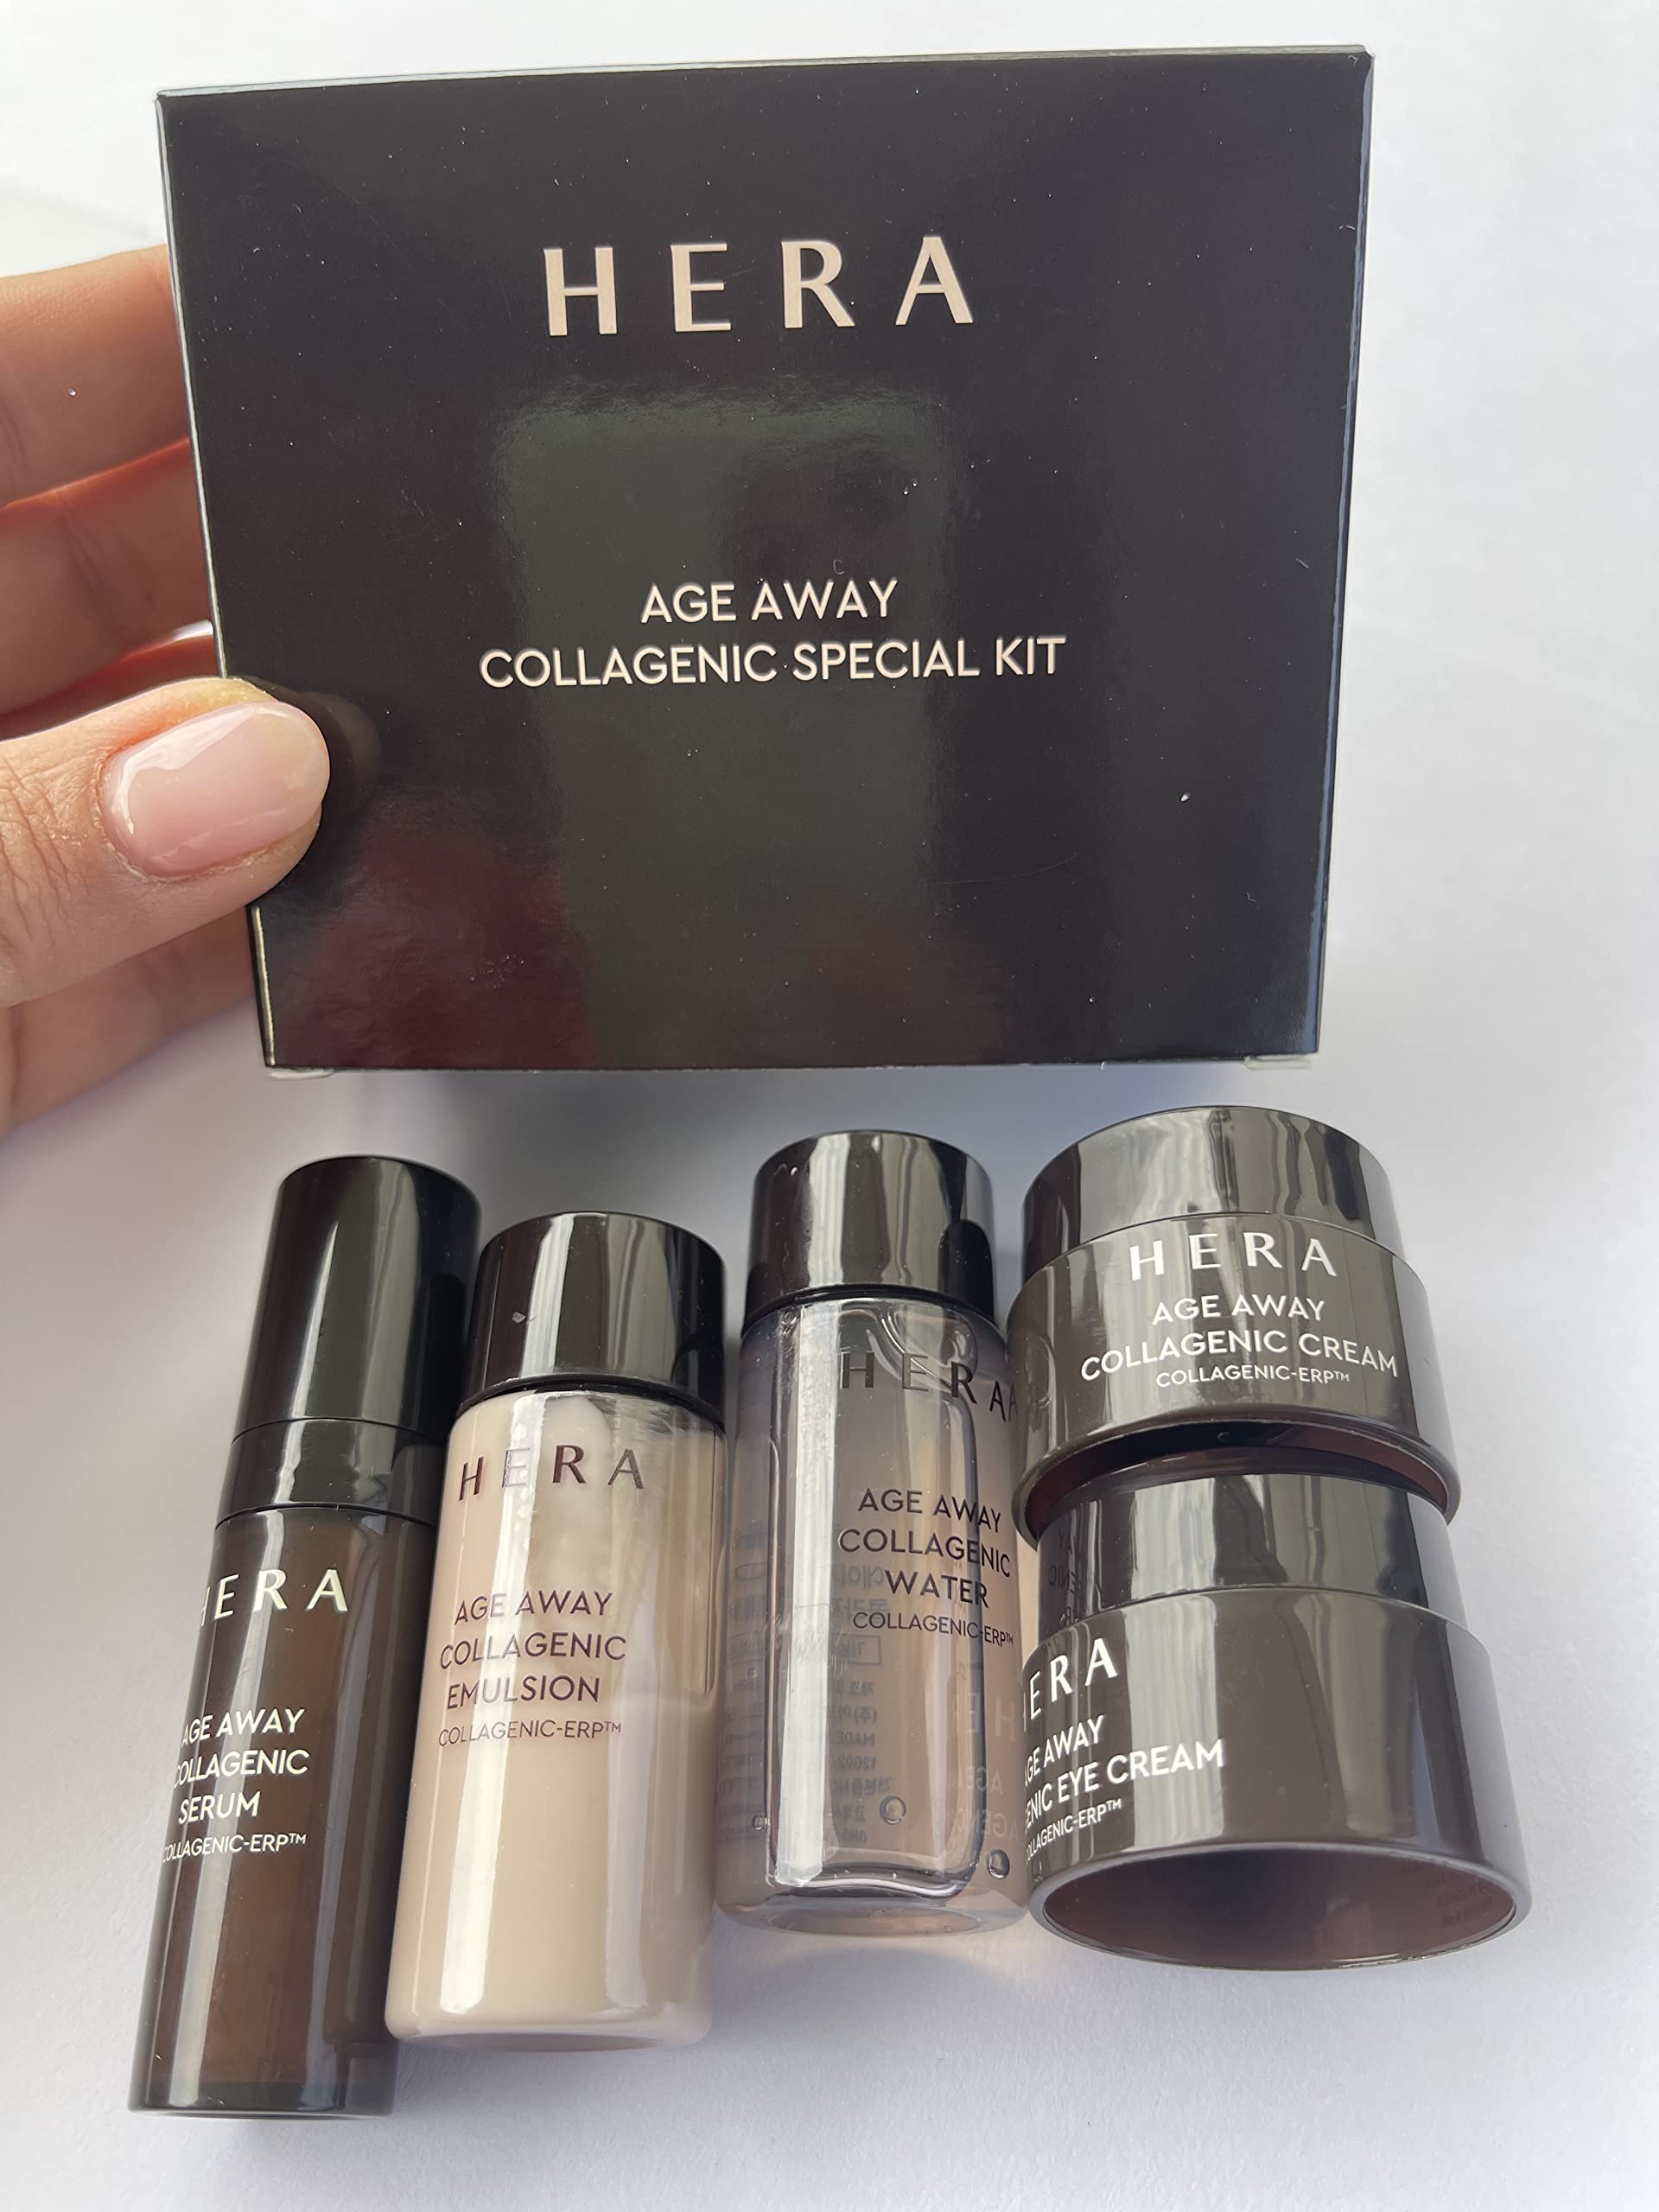 HERA
AGE AWAY
COLLAGENIC SPECIAL KIT
HERA
AGE AWAY
COLLAGENIC
SERUM
COLLAGENIC-ERP™
HERA
AGE AWAY
COLLAGENIC
EMULSION
COLLAGENIC-ERP™
HERA
AGE AWAY
COLLAGENIC
WATER
COLLAGENIC-ERP™
HERA
AGE AWAY
COLLAGENIC CREAM
COLLAGENIC-ERP™
ERA
AGE AWAY
ENIC EYE CREAM
COLLAGENIC-ERP™